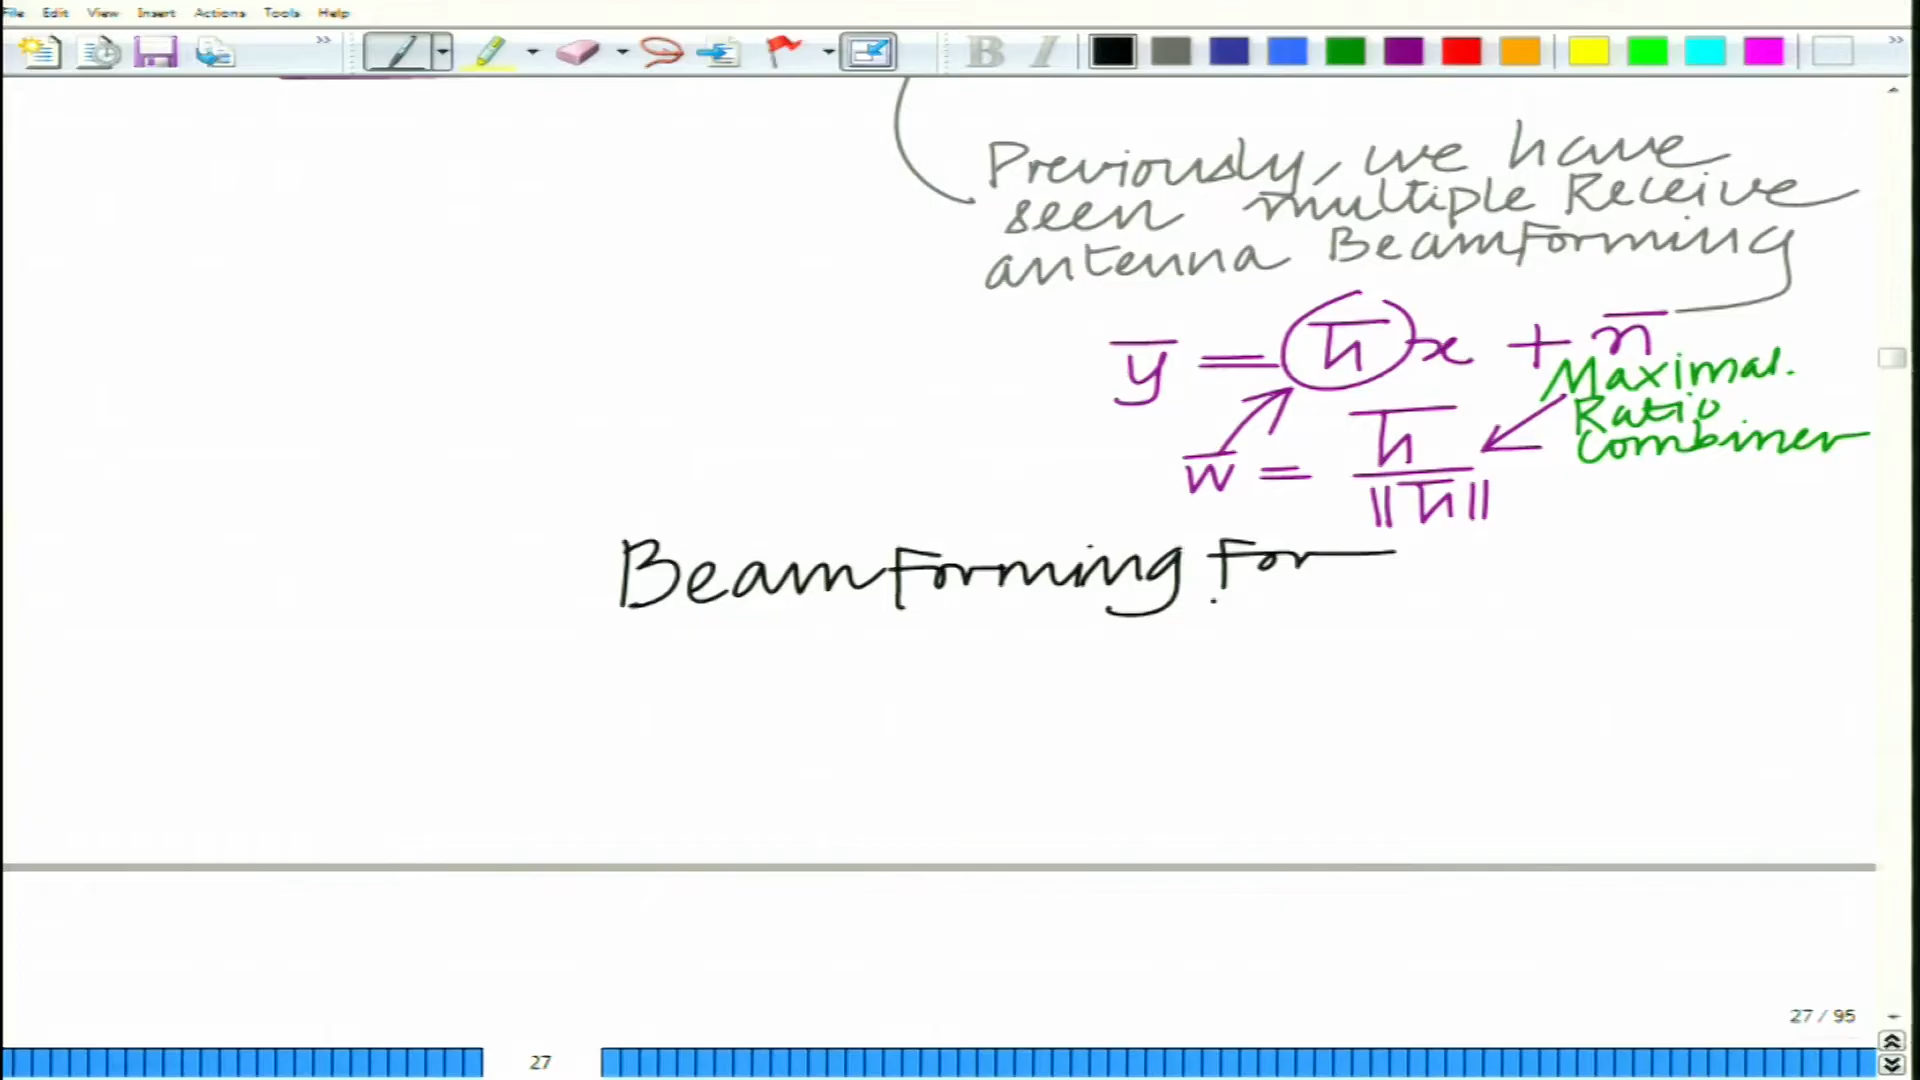 File Edit View Insert Actions Tools Help
B I
Previously, we have
seen multiple Receive
antenna Beamforming
y̅ = h̅x + n̅
Maximal.
Ratio
Combiner
w̅ = h̅ / ||h̅||
Beamforming for
27 / 95
27